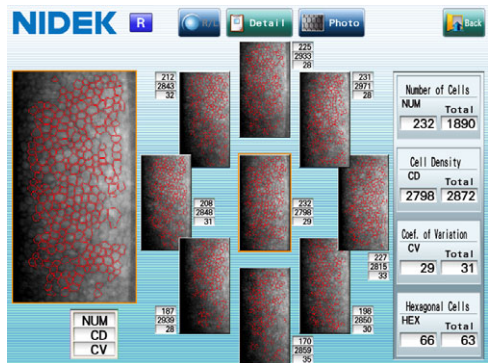 NIDEK R R/L Detail Photo Back
225
2933
28
212
2843
32
231
2971
28
208
2848
31
232
2798
29
227
2815
33
187
2939
28
198
2850
30
170
2859
35
NUM
CD
CV
Number of Cells
NUM Total
232 1890
Cell Density
CD Total
2798 2872
Coef. of Variation
CV Total
29 31
Hexagonal Cells
HEX Total
66 63